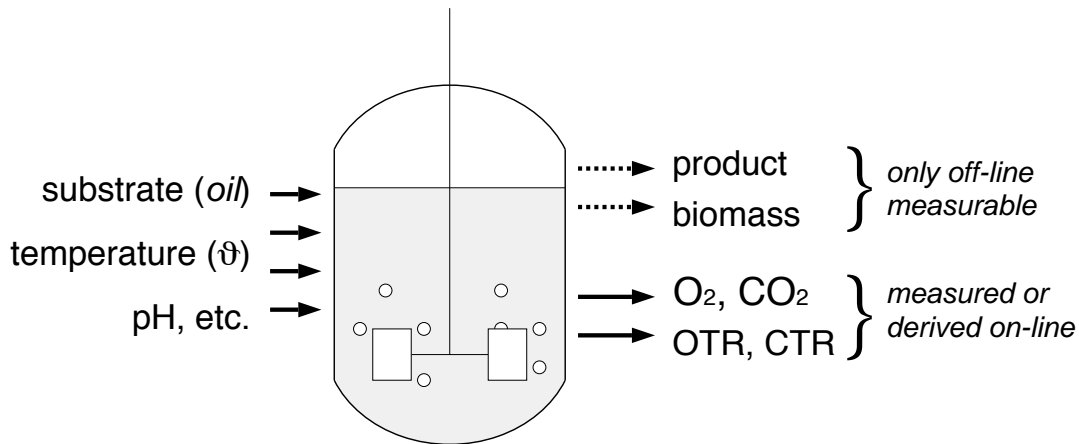 substrate (oil)
temperature (ϑ)
pH, etc.
product
biomass
only off-line
measurable
O₂, CO₂
OTR, CTR
measured or
derived on-line